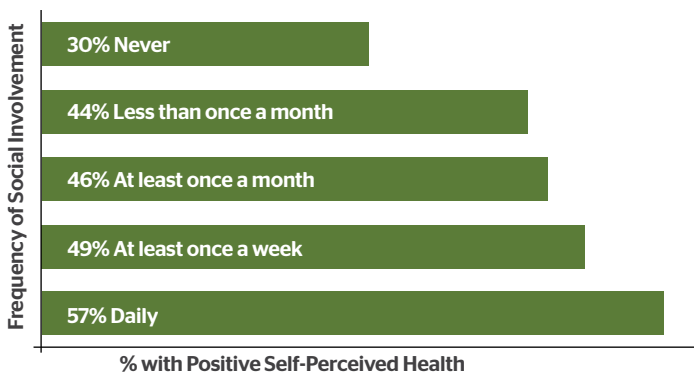 Frequency of Social Involvement
30% Never
44% Less than once a month
46% At least once a month
49% At least once a week
57% Daily
% with Positive Self-Perceived Health